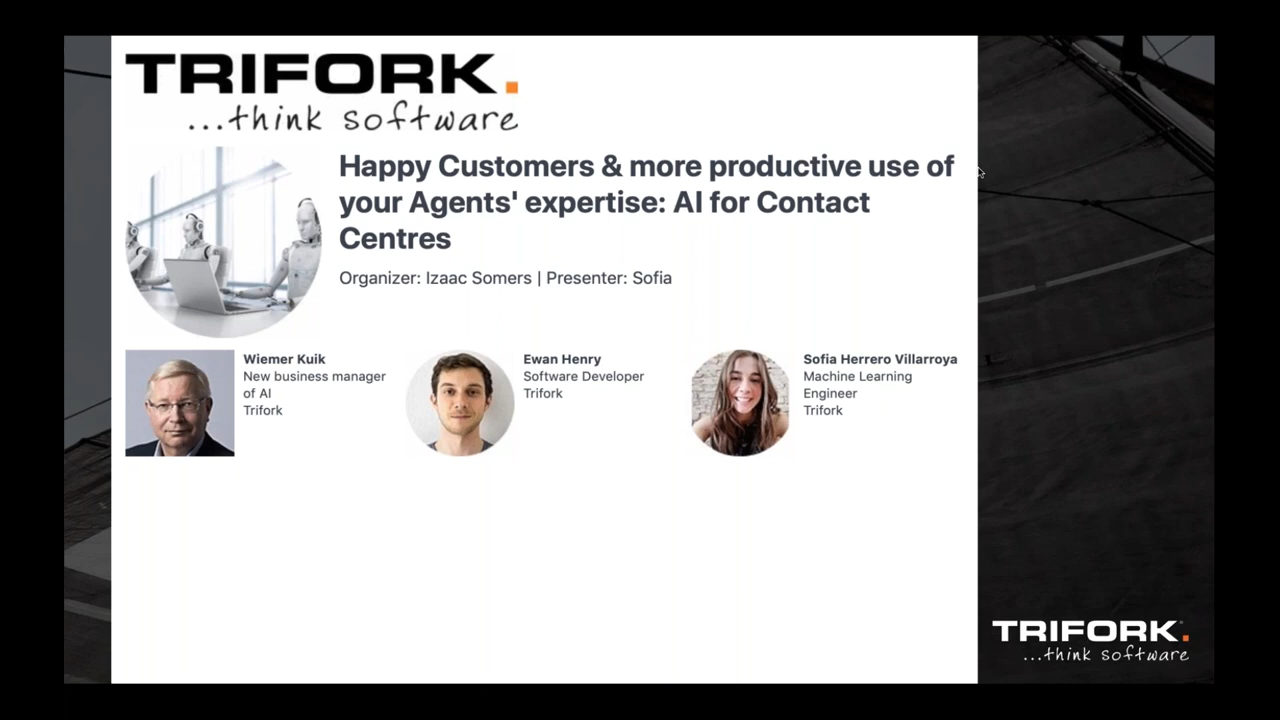 TRIFORK.
...think software
Happy Customers & more productive use of
your Agents' expertise: AI for Contact
Centres
Organizer: Izaac Somers | Presenter: Sofia
Wiemer Kuik
New business manager
of AI
Trifork
Ewan Henry
Software Developer
Trifork
Sofia Herrero Villarroya
Machine Learning
Engineer
Trifork
TRIFORK.
...think software